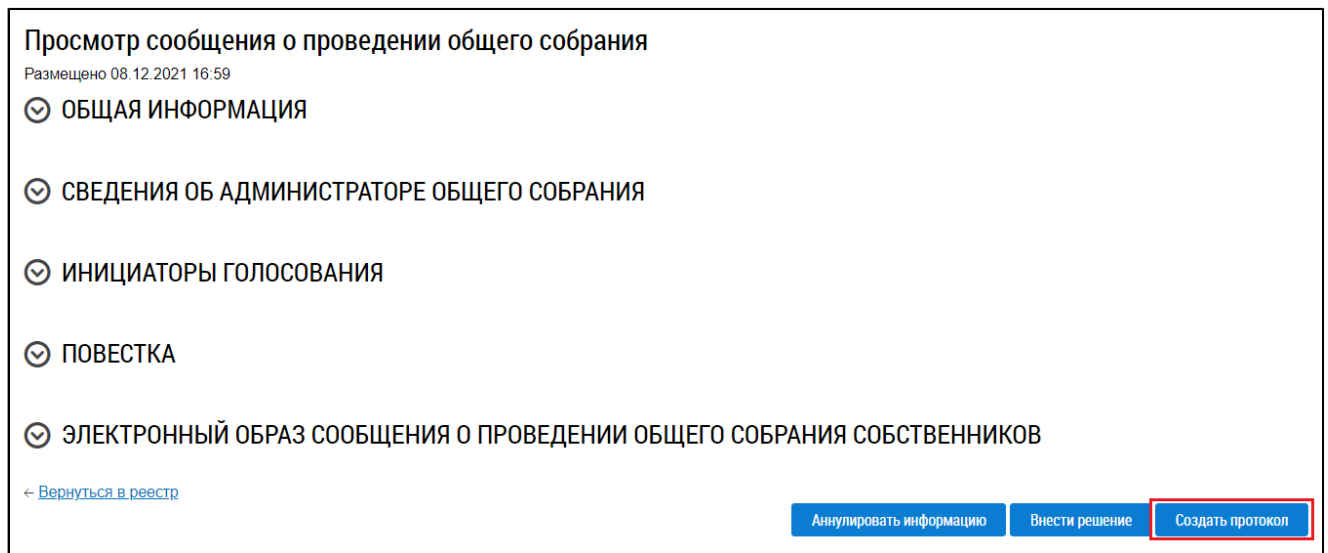 Просмотр сообщения о проведении общего собрания
Размещено 08.12.2021 16:59
ОБЩАЯ ИНФОРМАЦИЯ
СВЕДЕНИЯ ОБ АДМИНИСТРАТОРЕ ОБЩЕГО СОБРАНИЯ
ИНИЦИАТОРЫ ГОЛОСОВАНИЯ
ПОВЕСТКА
ЭЛЕКТРОННЫЙ ОБРАЗ СООБЩЕНИЯ О ПРОВЕДЕНИИ ОБЩЕГО СОБРАНИЯ СОБСТВЕННИКОВ
← Вернуться в реестр
Аннулировать информацию Внести решение Создать протокол